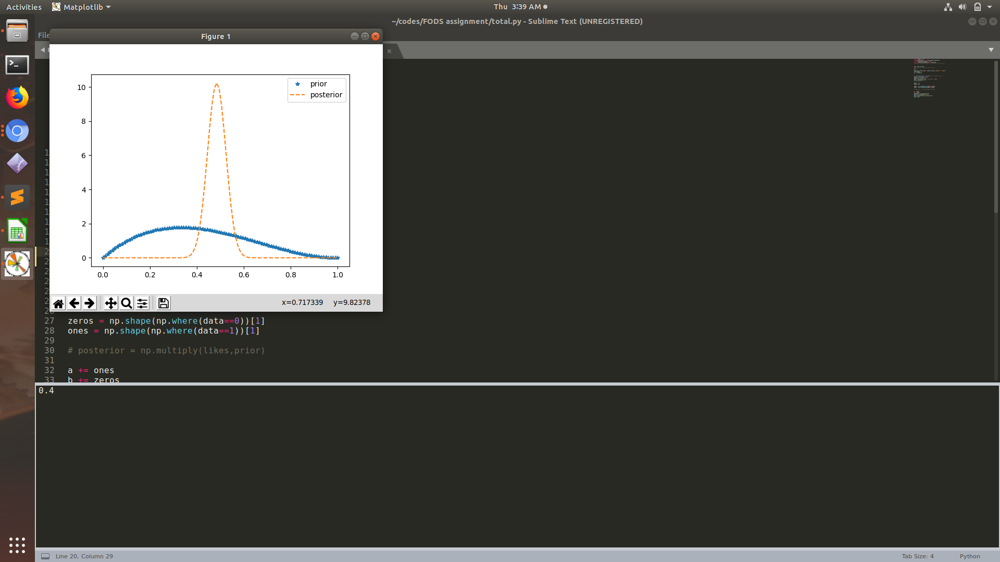 Activities Matplotlib Thu 3:39 AM
~/codes/FODS assignment/total.py - Sublime Text (UNREGISTERED)
File
Figure 1
prior
posterior
10
8
6
4
2
0
0.0 0.2 0.4 0.6 0.8 1.0
x=0.717339 y=9.82378
27 zeros = np.shape(np.where(data==0))[1]
28 ones = np.shape(np.where(data==1))[1]
29
30 # posterior = np.multiply(likes,prior)
31
32 a += ones
33 b += zeros
0.4
Line 20, Column 29 Tab Size: 4 Python